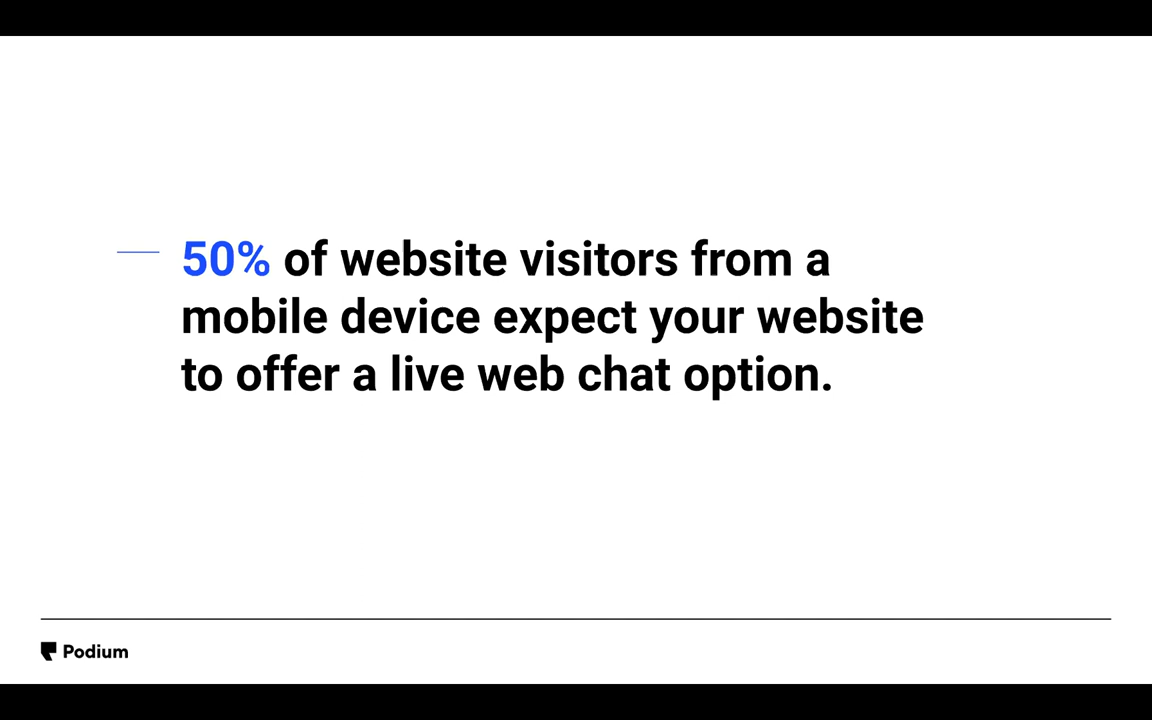 50% of website visitors from a
mobile device expect your website
to offer a live web chat option.
Podium